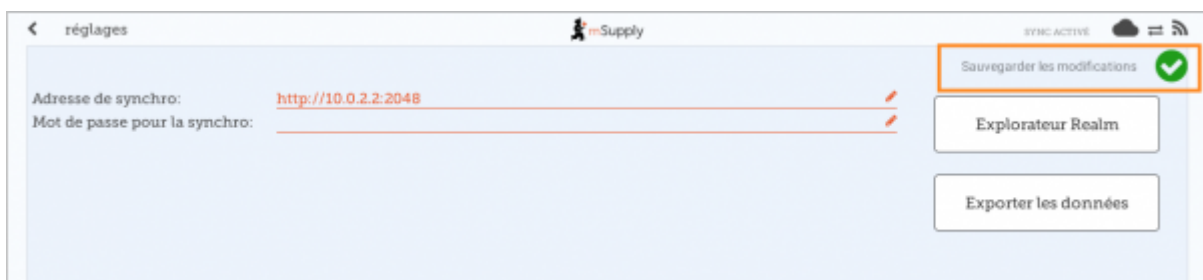 réglages
mSupply
SYNC ACTIVE
Sauvegarder les modifications
Adresse de synchro: http://10.0.2.2:2048
Mot de passe pour la synchro:
Explorateur Realm
Exporter les données